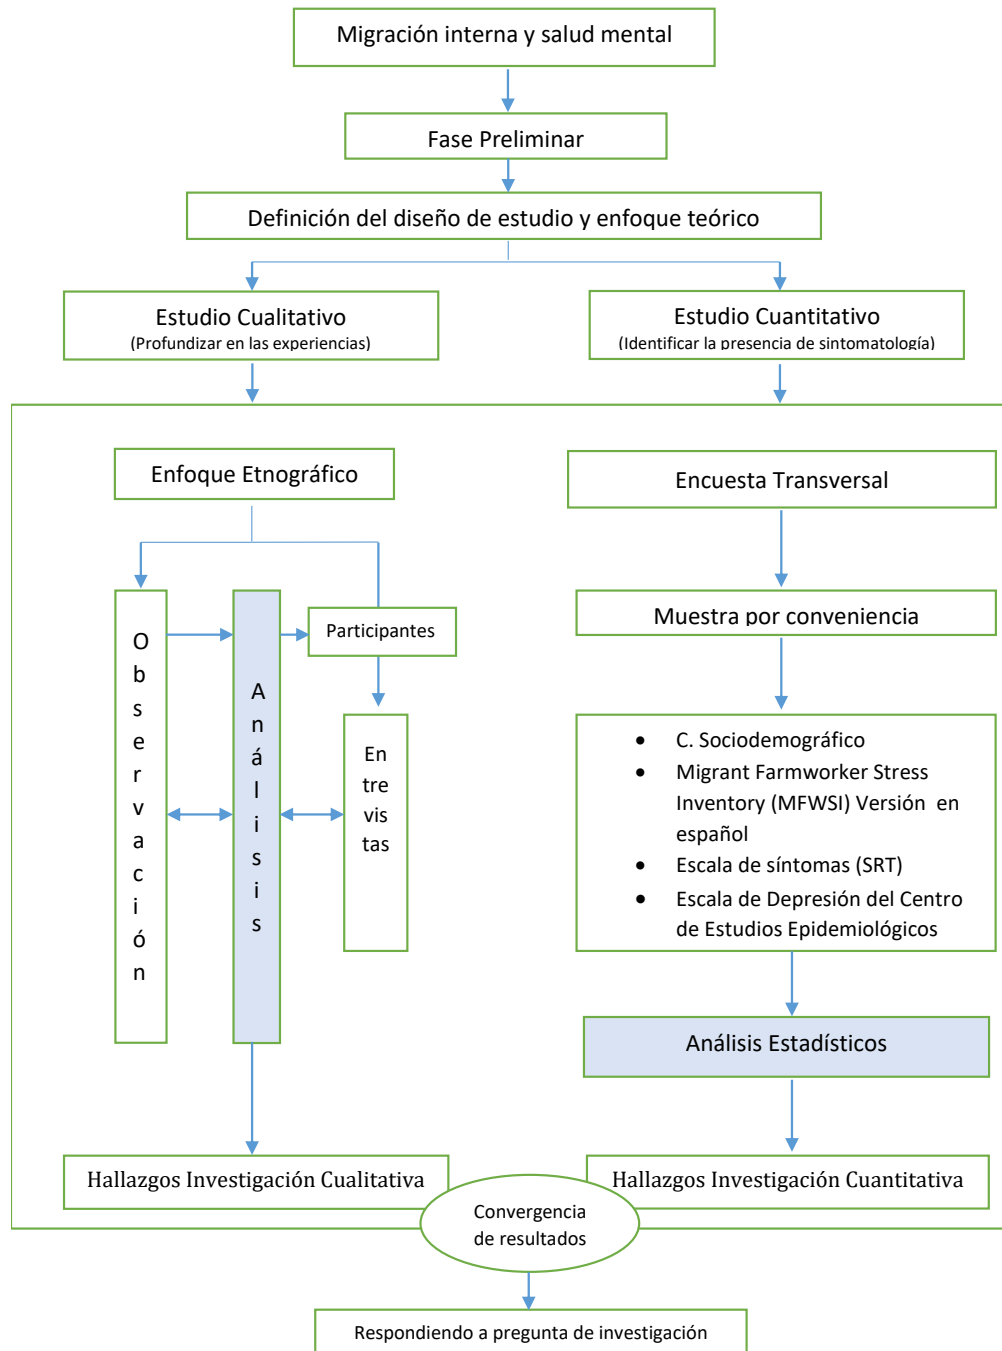 Migración interna y salud mental
Fase Preliminar
Definición del diseño de estudio y enfoque teórico
Estudio Cualitativo
(Profundizar en las experiencias)
Estudio Cuantitativo
(Identificar la presencia de sintomatología)
Enfoque Etnográfico
Observación
Análisis
Participantes
En
tre
vis
tas
Encuesta Transversal
Muestra por conveniencia
• C. Sociodemográfico
• Migrant Farmworker Stress
Inventory (MFWSI) Versión en
español
• Escala de síntomas (SRT)
• Escala de Depresión del Centro
de Estudios Epidemiológicos
Análisis Estadísticos
Hallazgos Investigación Cualitativa
Hallazgos Investigación Cuantitativa
Convergencia
de resultados
Respondiendo a pregunta de investigación